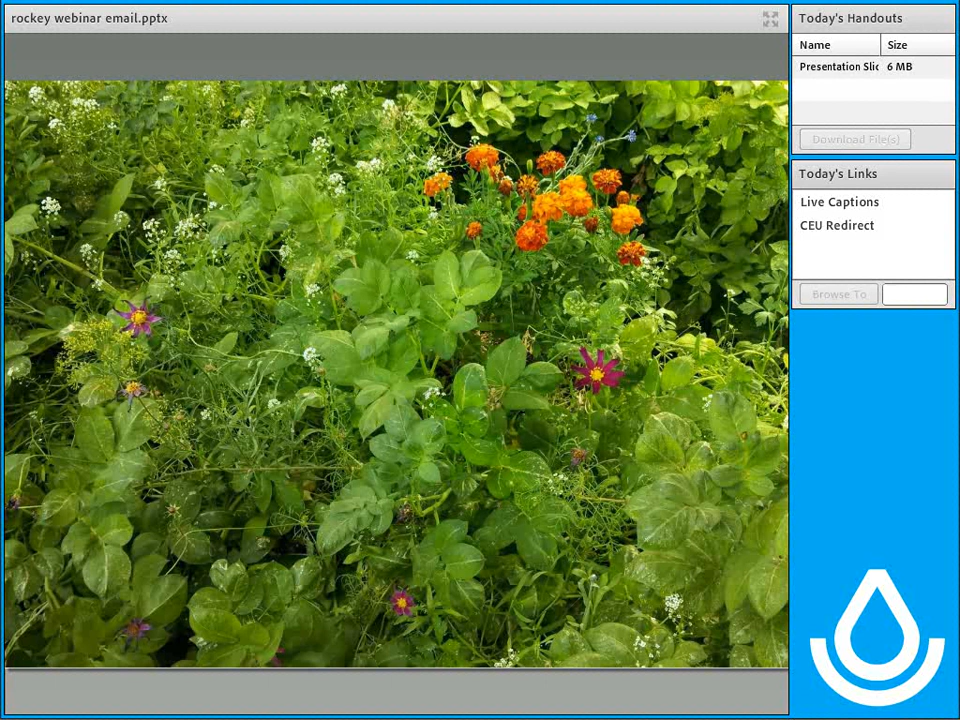 rockey webinar email.pptx
Today's Handouts
Name Size
Presentation Slic 6 MB
Download File(s)
Today's Links
Live Captions
CEU Redirect
Browse To